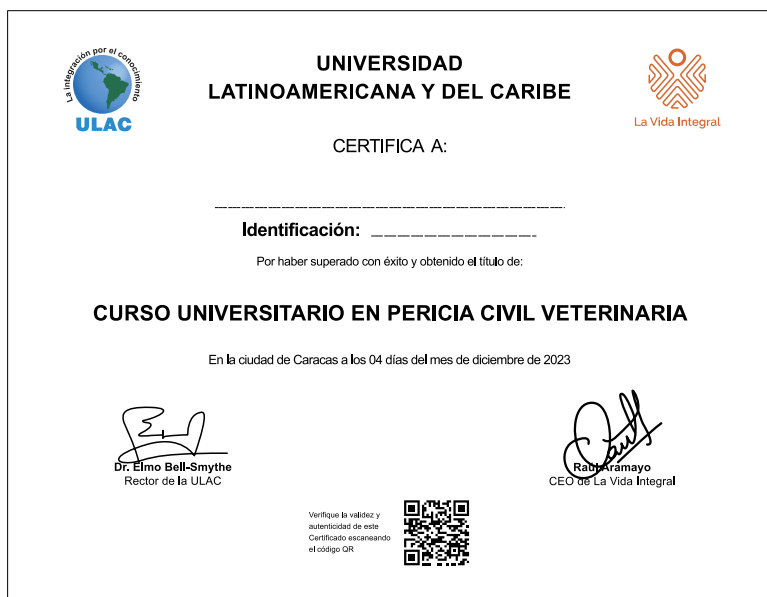 La integración por el conocimiento
ULAC
UNIVERSIDAD
LATINOAMERICANA Y DEL CARIBE
La Vida Integral
CERTIFICA A:
Identificación:
Por haber superado con éxito y obtenido el título de:
CURSO UNIVERSITARIO EN PERICIA CIVIL VETERINARIA
En la ciudad de Caracas a los 04 días del mes de diciembre de 2023
Dr. Elmo Bell-Smythe
Rector de la ULAC
Raúl Aramayo
CEO de La Vida Integral
Verifique la validez y
autenticidad de este
Certificado escaneando
el código QR